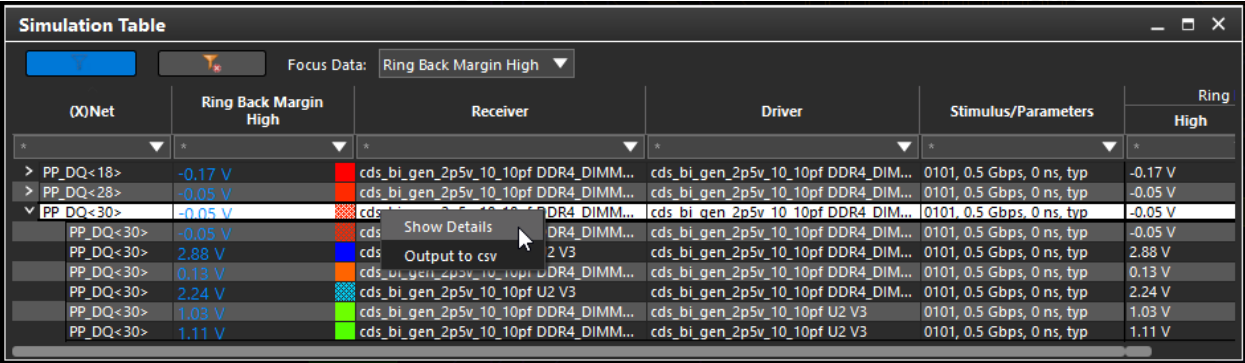 Simulation Table
Focus Data: Ring Back Margin High
(X)Net Ring Back Margin High Receiver Driver Stimulus/Parameters Ring High
* * * * * *
PP_DQ<18> -0.17 V cds_bi_gen_2p5v_10_10pf DDR4_DIMM... cds_bi_gen_2p5v_10_10pf DDR4_DIM... 0101, 0.5 Gbps, 0 ns, typ -0.17 V
PP_DQ<28> -0.05 V cds_bi_gen_2p5v_10_10pf DDR4_DIMM... cds_bi_gen_2p5v_10_10pf DDR4_DIM... 0101, 0.5 Gbps, 0 ns, typ -0.05 V
PP_DQ<30> -0.05 V DR4_DIMM... cds_bi_gen_2p5v_10_10pf DDR4_DIM... 0101, 0.5 Gbps, 0 ns, typ -0.05 V
Show Details
PP_DQ<30> -0.05 V cds DR4_DIMM... cds_bi_gen_2p5v_10_10pf DDR4_DIM... 0101, 0.5 Gbps, 0 ns, typ -0.05 V
Output to csv
PP_DQ<30> 2.88 V cds 2 V3 cds_bi_gen_2p5v_10_10pf DDR4_DIM... 0101, 0.5 Gbps, 0 ns, typ 2.88 V
PP_DQ<30> 0.13 V cds_bi_gen_2p5v_10_10pf DDR4_DIMM... cds_bi_gen_2p5v_10_10pf DDR4_DIM... 0101, 0.5 Gbps, 0 ns, typ 0.13 V
PP_DQ<30> 2.24 V cds_bi_gen_2p5v_10_10pf U2 V3 cds_bi_gen_2p5v_10_10pf DDR4_DIM... 0101, 0.5 Gbps, 0 ns, typ 2.24 V
PP_DQ<30> 1.03 V cds_bi_gen_2p5v_10_10pf DDR4_DIMM... cds_bi_gen_2p5v_10_10pf U2 V3 0101, 0.5 Gbps, 0 ns, typ 1.03 V
PP_DQ<30> 1.11 V cds_bi_gen_2p5v_10_10pf DDR4_DIMM... cds_bi_gen_2p5v_10_10pf U2 V3 0101, 0.5 Gbps, 0 ns, typ 1.11 V